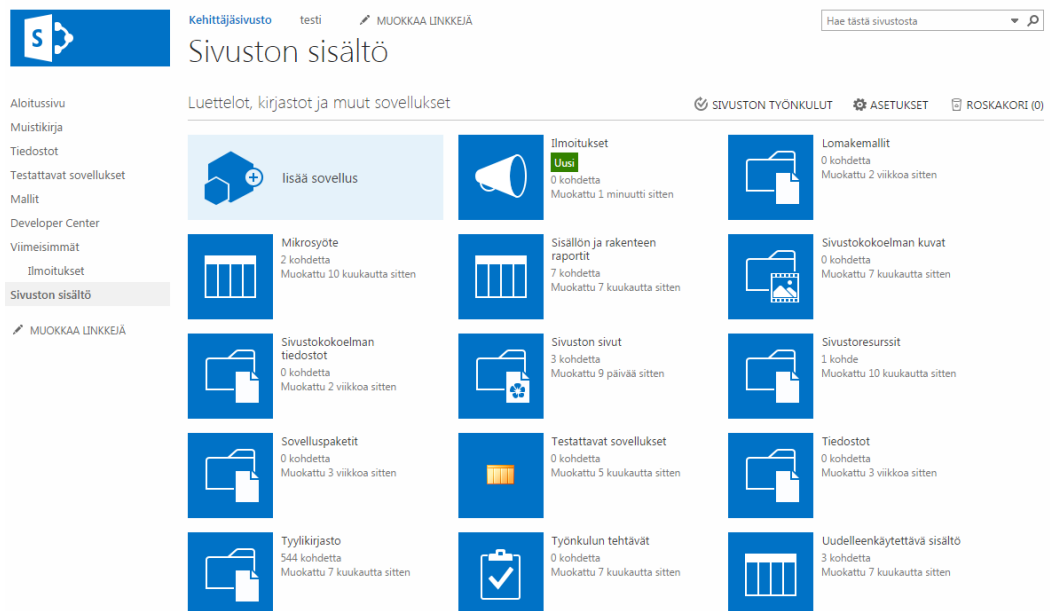 Kehittäjäsivusto testi MUOKKAA LINKKEJÄ
Hae tästä sivustosta
S
Sivuston sisältö
Aloitussivu
Muistikirja
Tiedostot
Testattavat sovellukset
Mallit
Developer Center
Viimeisimmät
Ilmoitukset
Sivuston sisältö
MUOKKAA LINKKEJÄ
Luettelot, kirjastot ja muut sovellukset
SIVUSTON TYÖNKULUT ASETUKSET ROSKAKORI (0)
lisää sovellus
Ilmoitukset
Uusi
0 kohdetta
Muokattu 1 minuutti sitten
Lomakemallit
0 kohdetta
Muokattu 2 viikkoa sitten
Mikrosyöte
2 kohdetta
Muokattu 10 kuukautta sitten
Sisällön ja rakenteen
raportit
7 kohdetta
Muokattu 7 kuukautta sitten
Sivustokokoelman kuvat
0 kohdetta
Muokattu 7 kuukautta sitten
Sivustokokoelman
tiedostot
0 kohdetta
Muokattu 2 viikkoa sitten
Sivuston sivut
3 kohdetta
Muokattu 9 päivää sitten
Sivustoresurssit
1 kohde
Muokattu 10 kuukautta sitten
Sovelluspaketit
0 kohdetta
Muokattu 3 viikkoa sitten
Testattavat sovellukset
0 kohdetta
Muokattu 5 kuukautta sitten
Tiedostot
0 kohdetta
Muokattu 3 viikkoa sitten
Tyylikirjasto
544 kohdetta
Muokattu 7 kuukautta sitten
Työnkulun tehtävät
0 kohdetta
Muokattu 7 kuukautta sitten
Uudelleenkäytettävä sisältö
3 kohdetta
Muokattu 7 kuukautta sitten